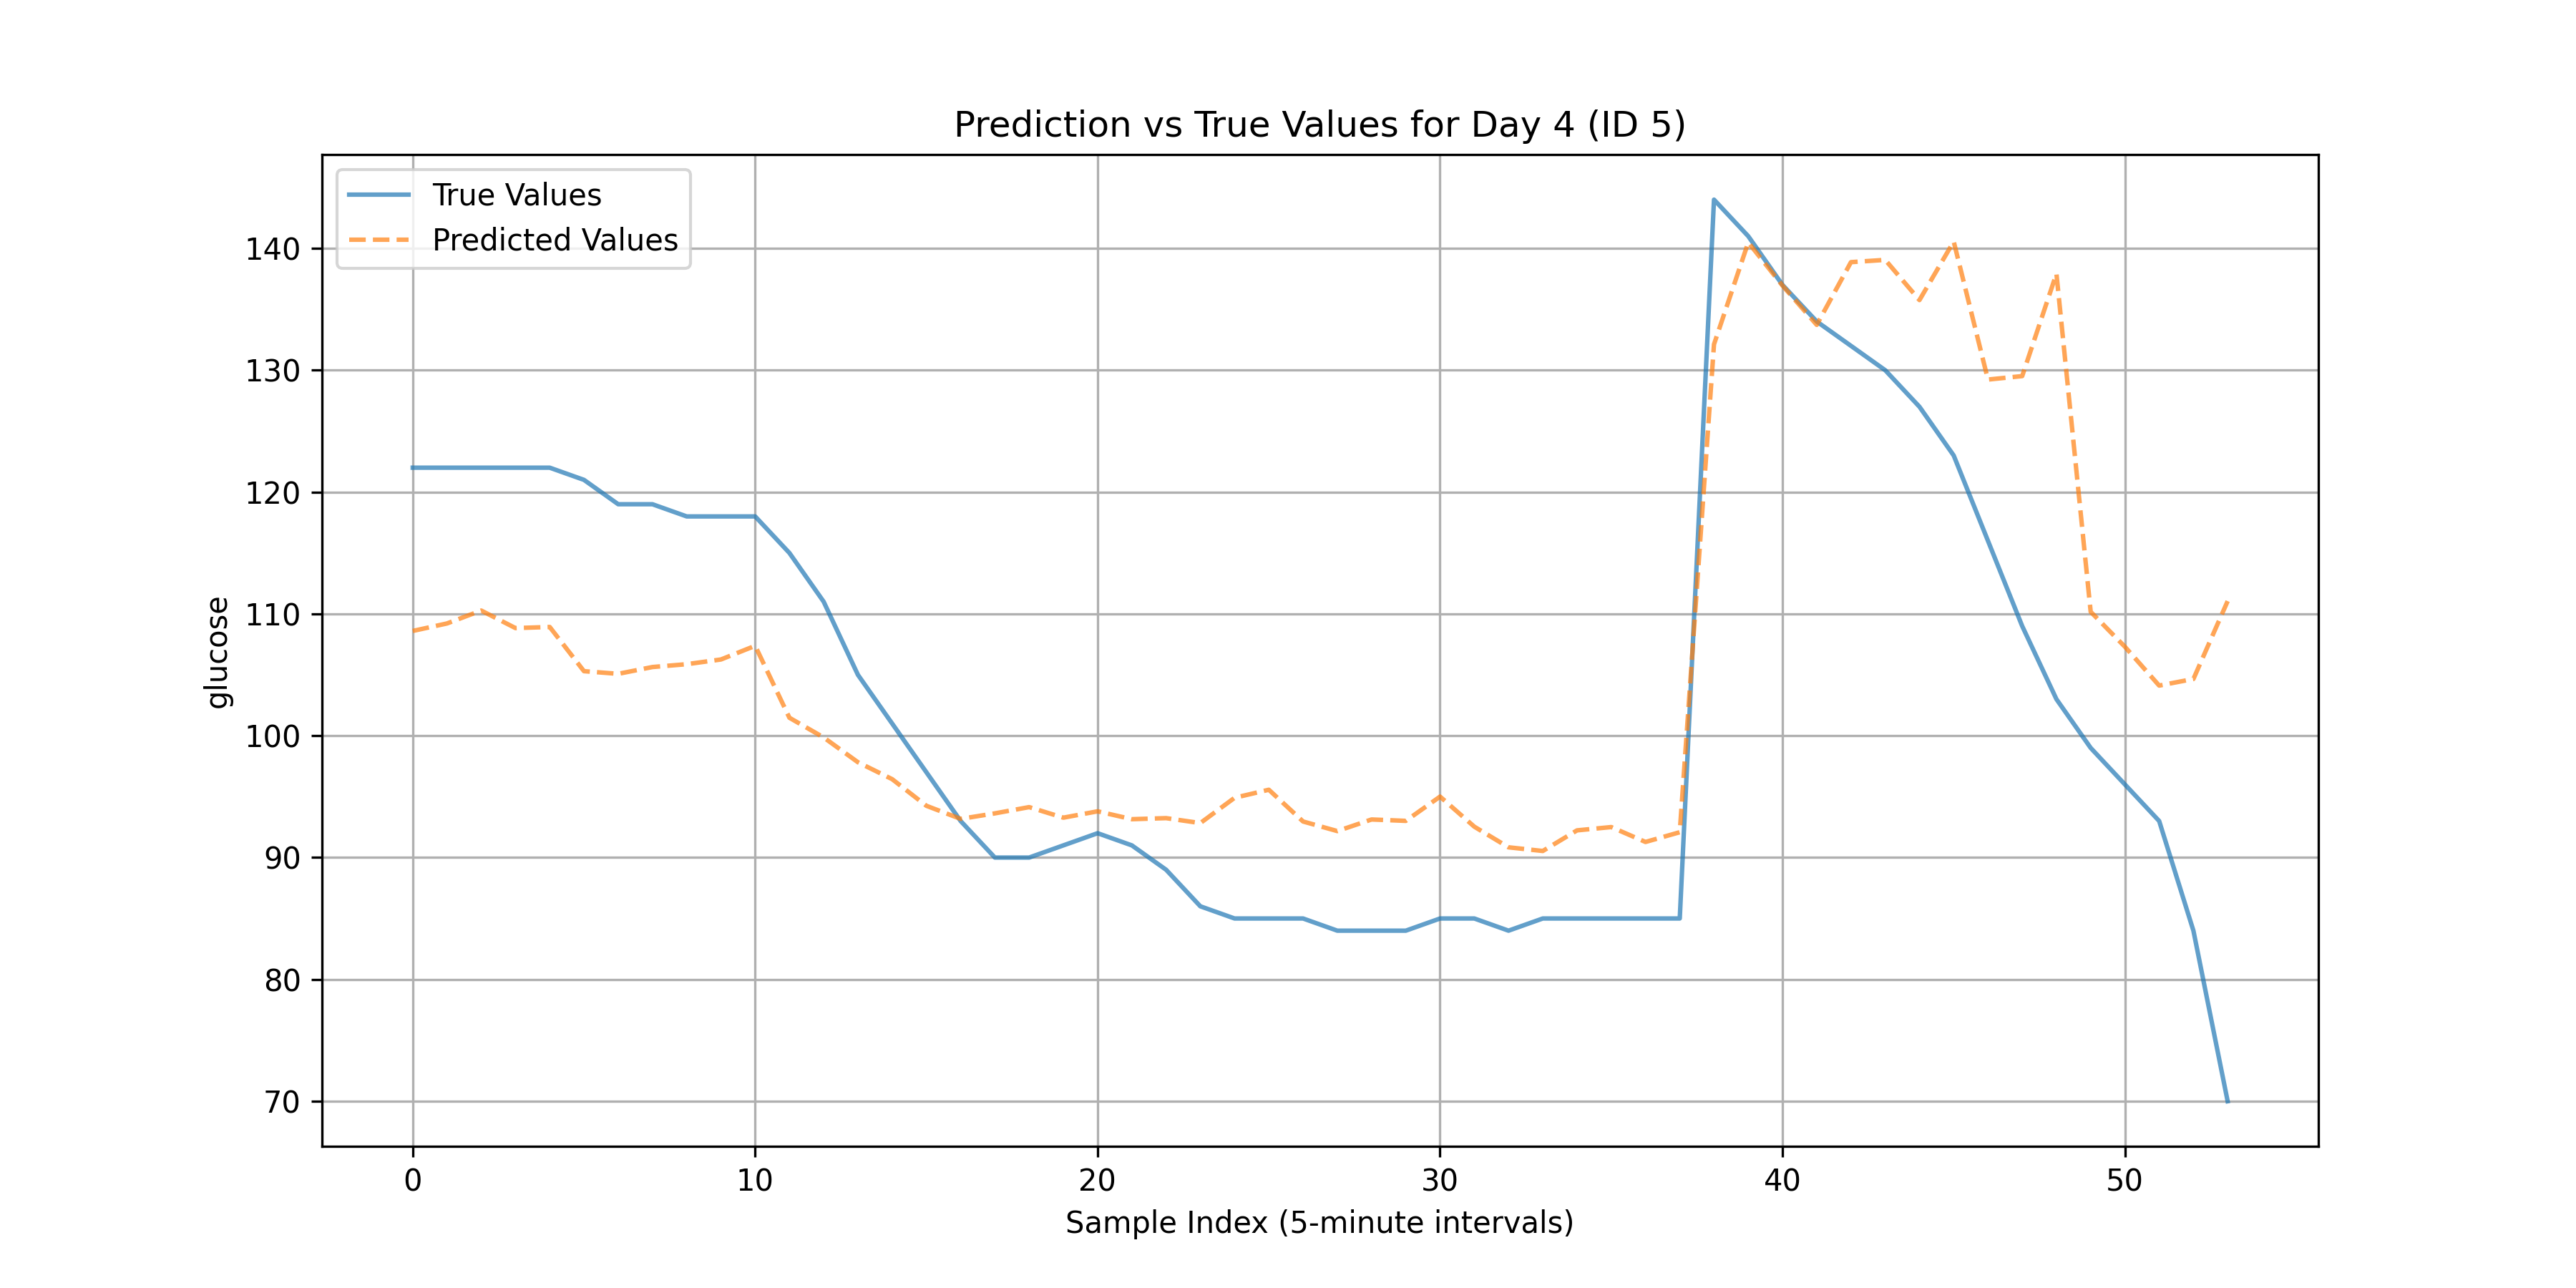 Prediction vs True Values for Day 4 (ID 5)
True Values
Predicted Values
glucose
140
130
120
110
100
90
80
70
0 10 20 30 40 50
Sample Index (5-minute intervals)